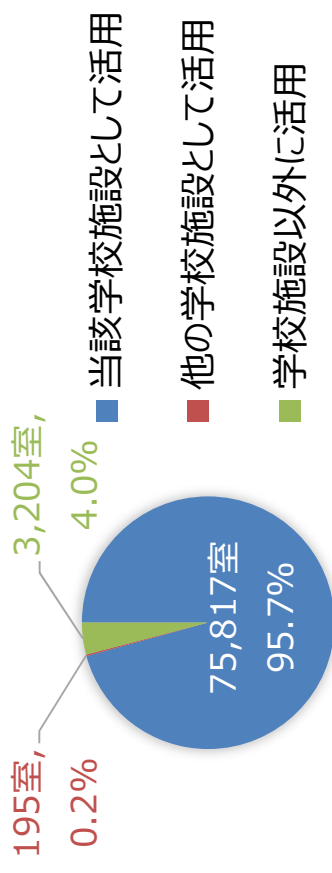 195室,
0.2%
3,204室,
4.0%
75,817室
95.7%
当該学校施設として活用
他の学校施設として活用
学校施設以外に活用